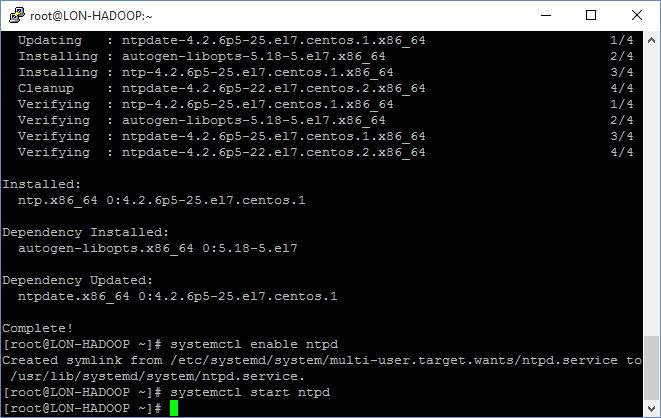 root@LON-HADOOP:~
Updating   : ntpdate-4.2.6p5-25.el7.centos.1.x86_64                       1/4
Installing : autogen-libopts-5.18-5.el7.x86_64                            2/4
Installing : ntp-4.2.6p5-25.el7.centos.1.x86_64                           3/4
Cleanup    : ntpdate-4.2.6p5-22.el7.centos.2.x86_64                       4/4
Verifying  : ntp-4.2.6p5-25.el7.centos.1.x86_64                           1/4
Verifying  : autogen-libopts-5.18-5.el7.x86_64                            2/4
Verifying  : ntpdate-4.2.6p5-25.el7.centos.1.x86_64                       3/4
Verifying  : ntpdate-4.2.6p5-22.el7.centos.2.x86_64                       4/4
Installed:
ntp.x86_64 0:4.2.6p5-25.el7.centos.1
Dependency Installed:
autogen-libopts.x86_64 0:5.18-5.el7
Dependency Updated:
ntpdate.x86_64 0:4.2.6p5-25.el7.centos.1
Complete!
[root@LON-HADOOP ~]# systemctl enable ntpd
Created symlink from /etc/systemd/system/multi-user.target.wants/ntpd.service to
/usr/lib/systemd/system/ntpd.service.
[root@LON-HADOOP ~]# systemctl start ntpd
[root@LON-HADOOP ~]#